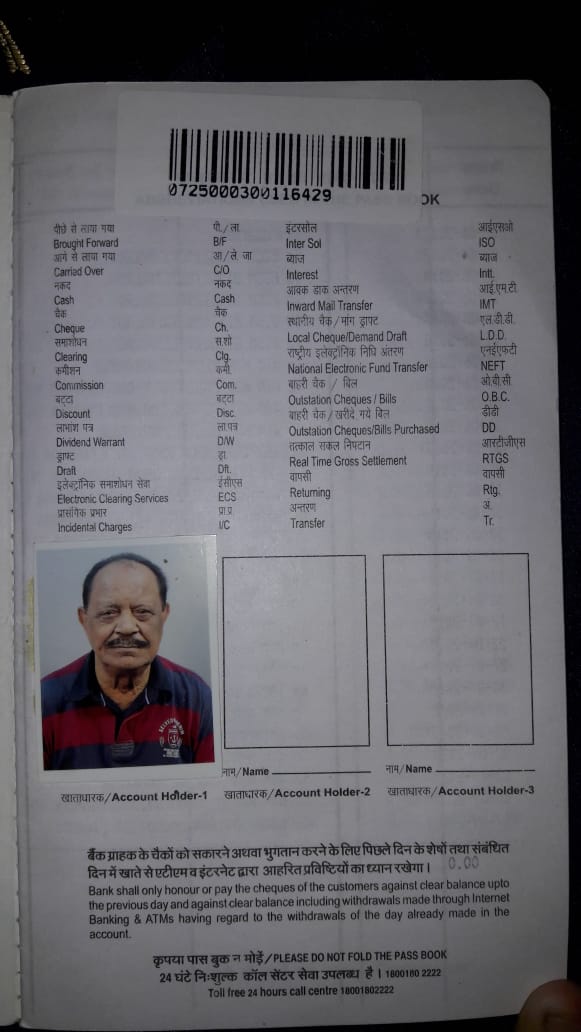 0725000300116429
OOK
पीछे से लाया गया पी./ला. इंटरसोल आईएसओ
Brought Forward B/F Inter Sol ISO
आगे से लाया गया आ/ले. जा ब्याज ब्याज
Carried Over C/O Interest Intt.
नकद नकद आवक डाक अन्तरण आई.एम.टी
Cash Cash Inward Mail Transfer IMT
चैक चैक स्थानीय चैक/मांग ड्राफ्ट एल.डी.डी.
Cheque Ch. Local Cheque/Demand Draft L.D.D.
समाशोधन स.शो राष्ट्रीय इलेक्ट्रॉनिक निधि अंतरण एनईएफटी
Clearing Clg. National Electronic Fund Transfer NEFT
कमीशन कमी. बाहरी चैक / बिल ओ.बी.सी.
Commission Com. Outstation Cheques / Bills O.B.C.
बट्टा बट्टा बाहरी चैक/खरीदे गये बिल डीडी
Discount Disc. Outstation Cheques/Bills Purchased DD
लाभांश पत्र ला.पत्र तत्काल सकल निपटान आरटीजीएस
Dividend Warrant D/W Real Time Gross Settlement RTGS
ड्राफ्ट ड्रा. वापसी वापसी
Draft Dft. Returning Rtg.
इलेक्ट्रॉनिक समाशोधन सेवा ईसीएस अन्तरण अ.
Electronic Clearing Services ECS Transfer Tr.
प्रासंगिक प्रभार प्रा.प्र.
Incidental Charges I/C
नाम/Name नाम/Name
खाताधारक/Account Holder-1 खाताधारक/Account Holder-2 खाताधारक/Account Holder-3
बैंक ग्राहक के चैकों को सकारने अथवा भुगतान करने के लिए पिछले दिन के शेषों तथा संबंधित
दिन में खाते से एटीएम व इंटरनेट द्वारा आहरित प्रविष्टियों का ध्यान रखेगा। 0.00
Bank shall only honour or pay the cheques of the customers against clear balance upto
the previous day and against clear balance including withdrawals made through Internet
Banking & ATMs having regard to the withdrawals of the day already made in the
account.
कृपया पास बुक न मोड़ें/PLEASE DO NOT FOLD THE PASS BOOK
24 घंटे निःशुल्क कॉल सेंटर सेवा उपलब्ध है। 1800180 2222
Toll free 24 hours call centre 18001802222